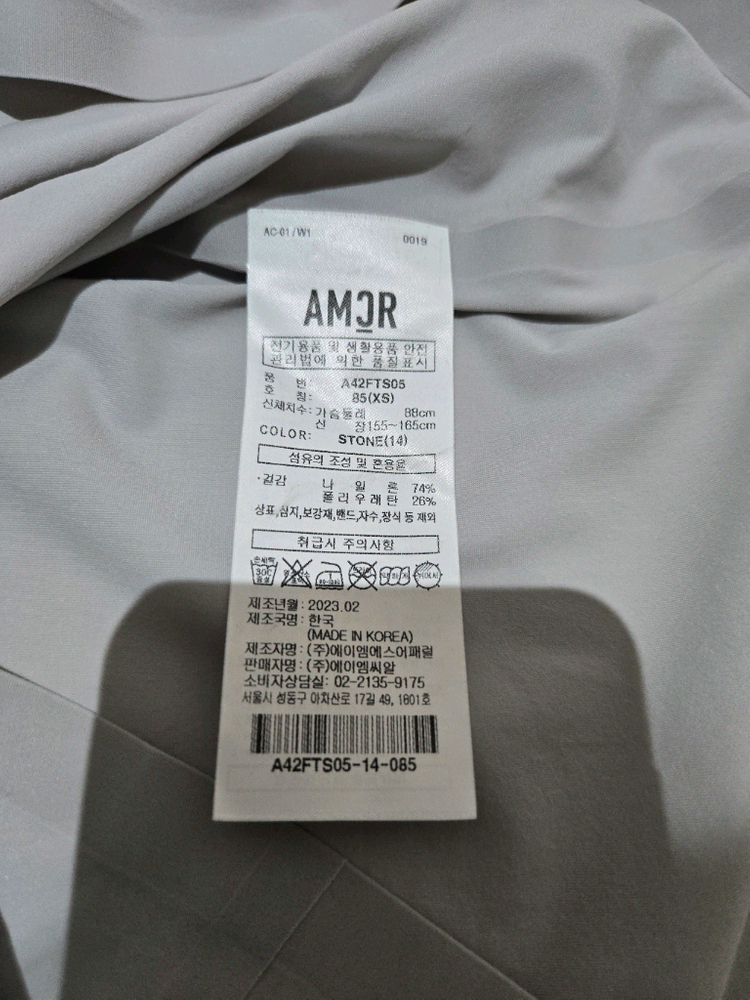 AC-01/W1 0019
AMCR
전기용품 및 생활용품 안전
관리법에 의한 품질표시
품 번: A42FTS05
호 칭: 85(XS)
신체치수: 가슴둘레 88cm
신 장155~165cm
COLOR: STONE(14)
섬유의 조성 및 혼용율
·겉감 나 일 론 74%
폴리우레탄 26%
상표,심지,보강재,밴드,자수,장식 등 제외
취급시 주의사항
손세탁
30℃
제조년월: 2023.02
제조국명: 한국
(MADE IN KOREA)
제조자명: (주)에이엠에스어패럴
판매자명: (주)에이엠씨알
소비자상담실: 02-2135-9175
서울시 성동구 아차산로 17길 49, 1801호
A42FTS05-14-085